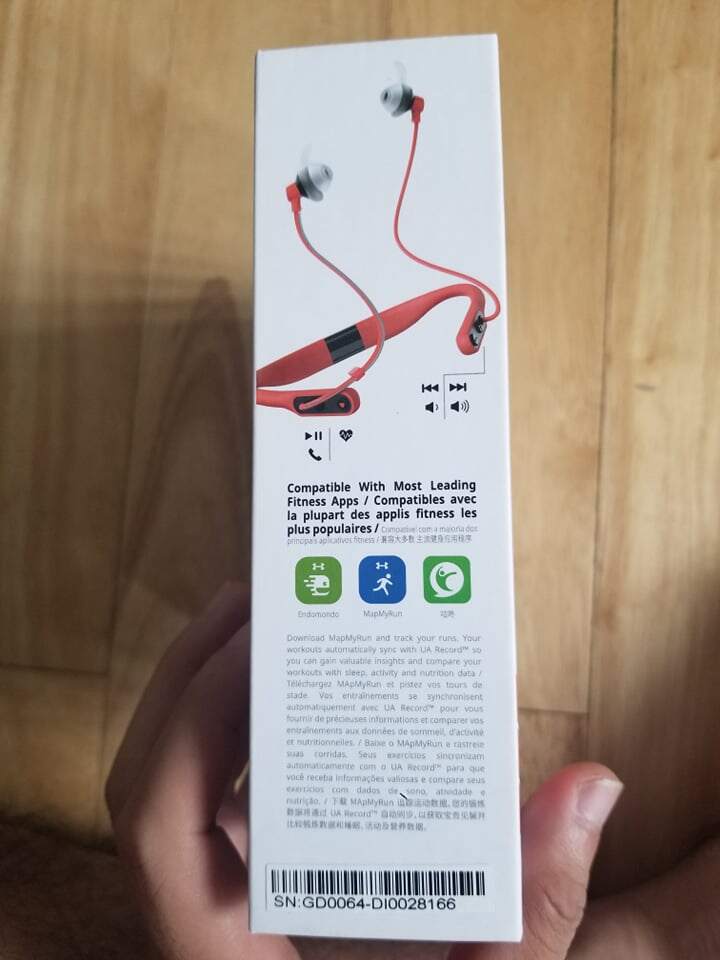 Compatible With Most Leading
Fitness Apps / Compatibles avec
la plupart des applis fitness les
plus populaires / Compatível com a maioria dos
principais aplicativos fitness / 兼容大多数 主流健身应用程序
Endomondo MapMyRun 咕咚
Download MapMyRun and track your runs. Your
workouts automatically sync with UA Record™ so
you can gain valuable insights and compare your
workouts with sleep, activity and nutrition data /
Téléchargez MApMyRun et pistez vos tours de
stade. Vos entraînements se synchronisent
automatiquement avec UA Record™ pour vous
fournir de précieuses informations et comparer vos
entraînements aux données de sommeil, d'activité
et nutritionnelles. / Baixe o MApMyRun e rastreie
suas corridas. Seus exercícios sincronizam
automaticamente com o UA Record™ para que
você receba informações valiosas e compare seus
exercícios com dados de sono, atividade e
nutrição. / 下载 MApMyRun 追踪运动数据, 您的锻炼
数据将通过 UA Record™ 自动同步, 以获取宝贵见解并
比较锻炼数据和睡眠、活动及营养数据。
SN:GD0064-DI0028166